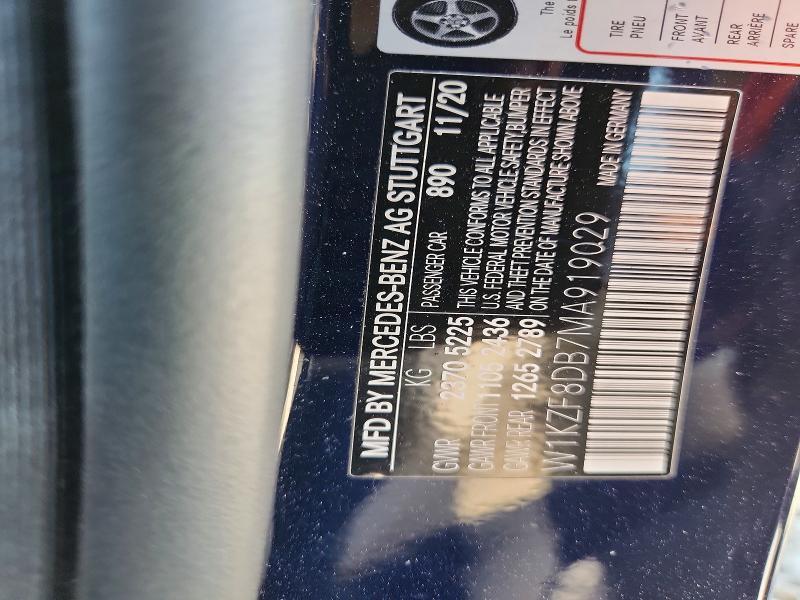 The
Le poids
TIRE
PNEU
FRONT
AVANT
REAR
ARRIÈRE
SPARE
MFD BY MERCEDES-BENZ AG STUTTGART
KG LBS PASSENGER CAR 890 11/20
GVWR 2370 5225 THIS VEHICLE CONFORMS TO ALL APPLICABLE
GAWR FRONT 1105 2436 U.S. FEDERAL MOTOR VEHICLE SAFETY, BUMPER
GAWR REAR 1265 2789 AND THEFT PREVENTION STANDARDS IN EFFECT
ON THE DATE OF MANUFACTURE SHOWN ABOVE
W1KZF8DB7MA919029 MADE IN GERMANY